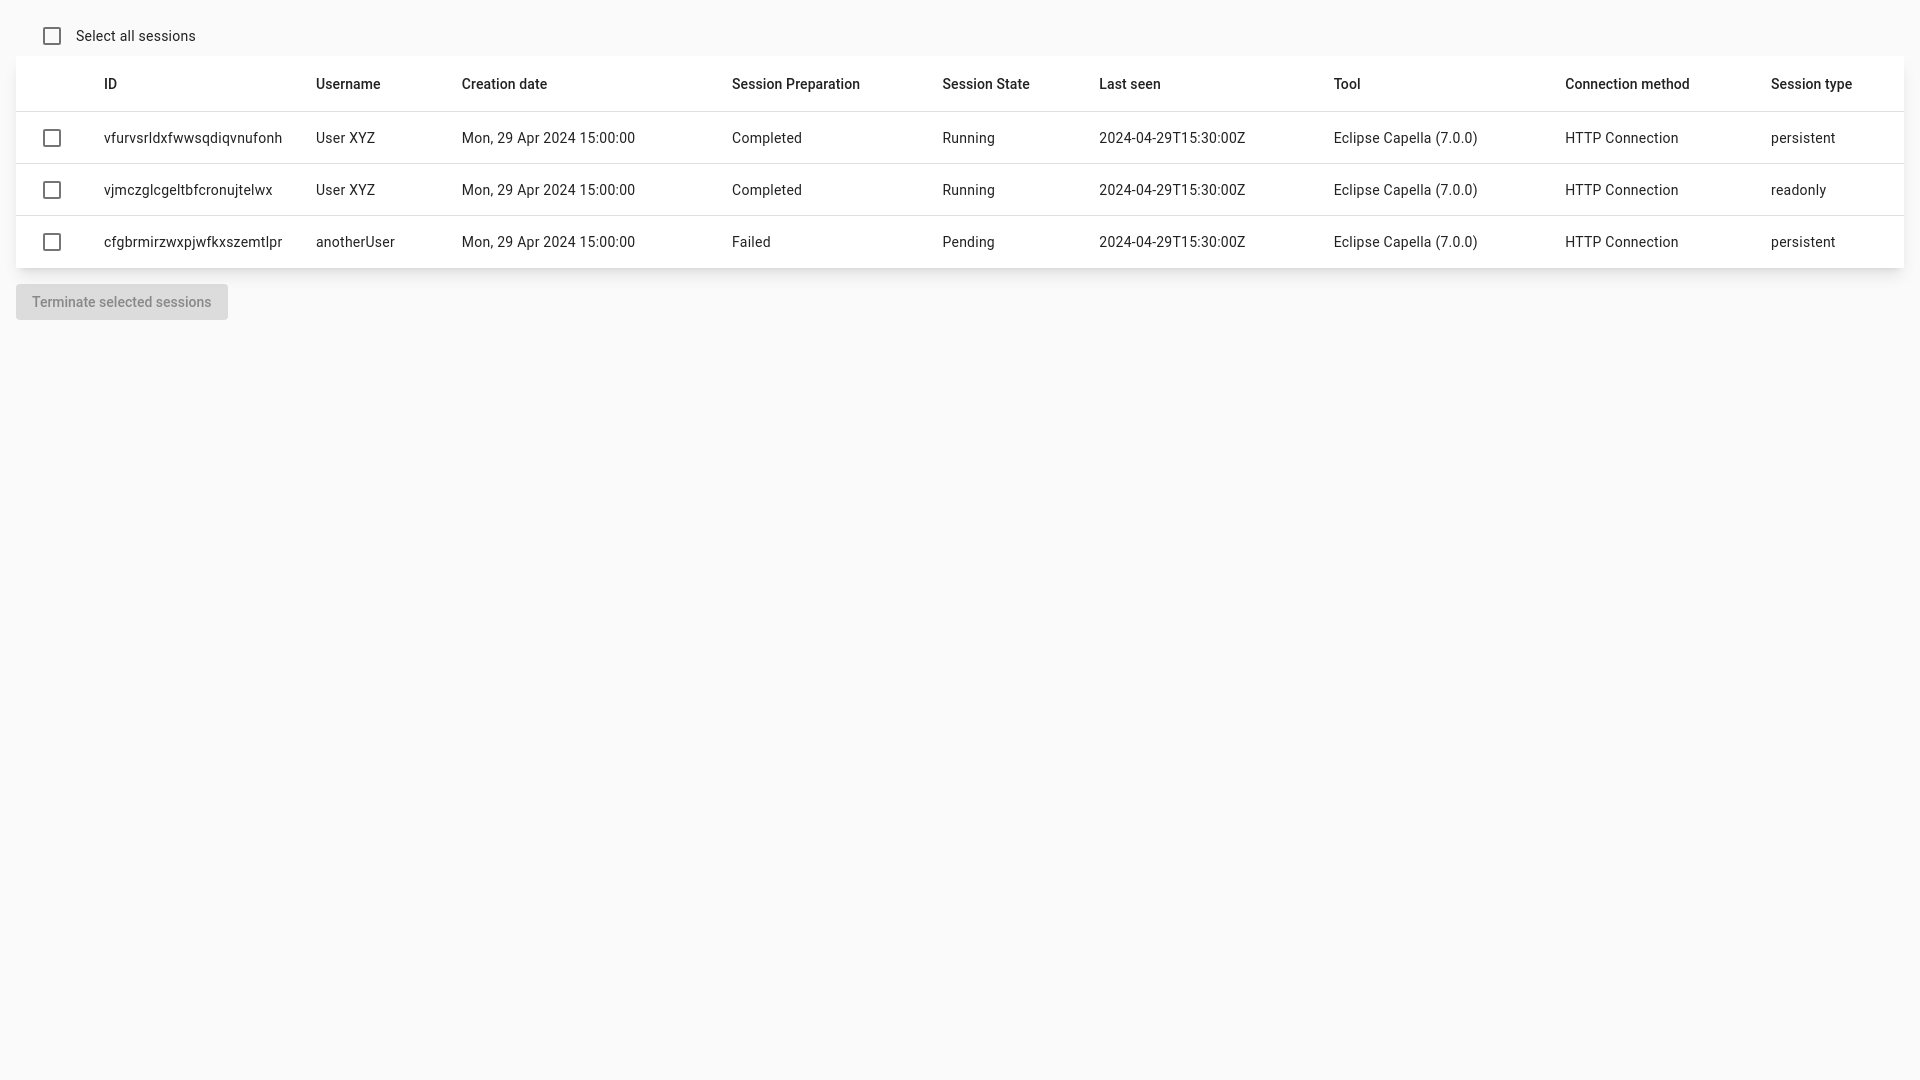 Select all sessions
ID Username Creation date Session Preparation Session State Last seen Tool Connection method Session type
vfurvsrldxfwwsqdiqvnufonh User XYZ Mon, 29 Apr 2024 15:00:00 Completed Running 2024-04-29T15:30:00Z Eclipse Capella (7.0.0) HTTP Connection persistent
vjmczglcgeltbfcronujtelwx User XYZ Mon, 29 Apr 2024 15:00:00 Completed Running 2024-04-29T15:30:00Z Eclipse Capella (7.0.0) HTTP Connection readonly
cfgbrmirzwxpjwfkxszemtlpr anotherUser Mon, 29 Apr 2024 15:00:00 Failed Pending 2024-04-29T15:30:00Z Eclipse Capella (7.0.0) HTTP Connection persistent
Terminate selected sessions